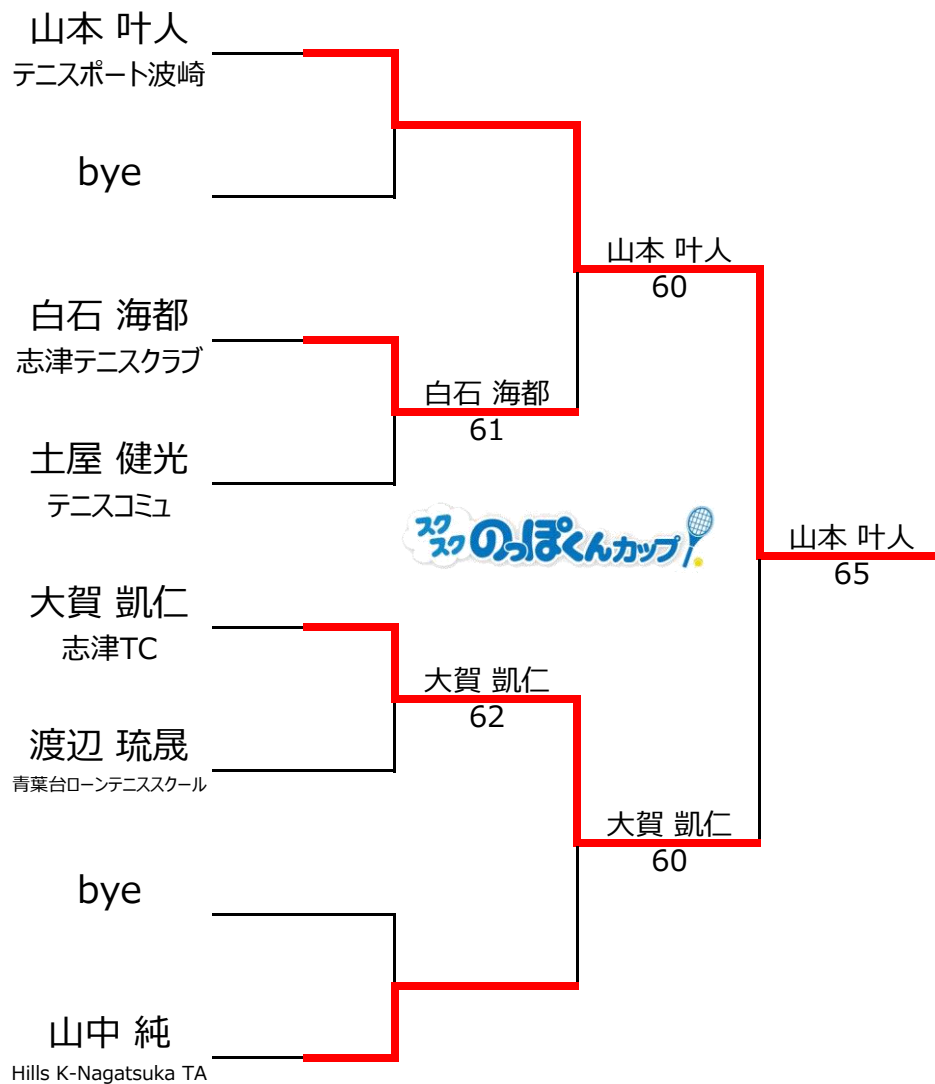 山本 叶人
テニスポート波崎
bye
山本 叶人
60
白石 海都
志津テニスクラブ
白石 海都
61
土屋 健光
テニスコミュ
スク
スク
のっぽくんカップ
山本 叶人
65
大賀 凱仁
志津TC
大賀 凱仁
62
渡辺 琉晟
青葉台ローンテニススクール
大賀 凱仁
60
bye
山中 純
Hills K-Nagatsuka TA